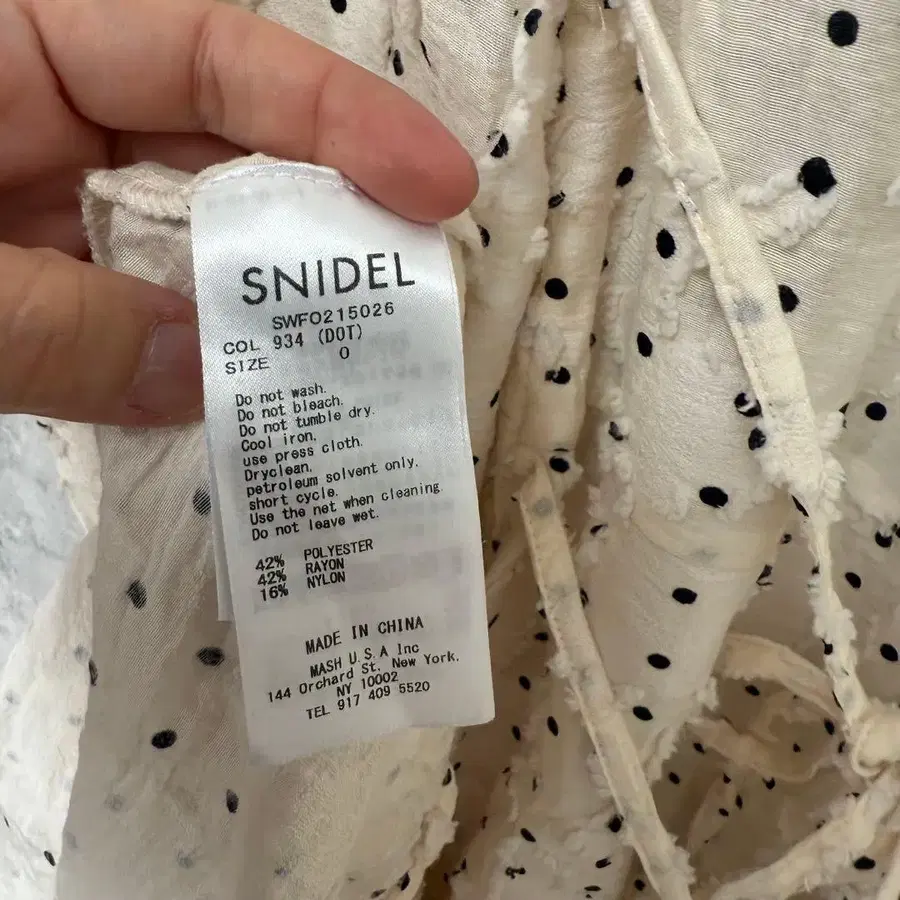 SNIDEL
SWFO215026
COL 934 (DOT)
SIZE 0
Do not wash.
Do not bleach.
Do not tumble dry.
Cool iron.
use press cloth.
Dryclean.
petroleum solvent only.
short cycle.
Use the net when cleaning.
Do not leave wet.
42% POLYESTER
42% RAYON
16% NYLON
MADE IN CHINA
MASH U.S.A Inc
144 Orchard St. New York.
NY 10002
TEL 917 409 5520